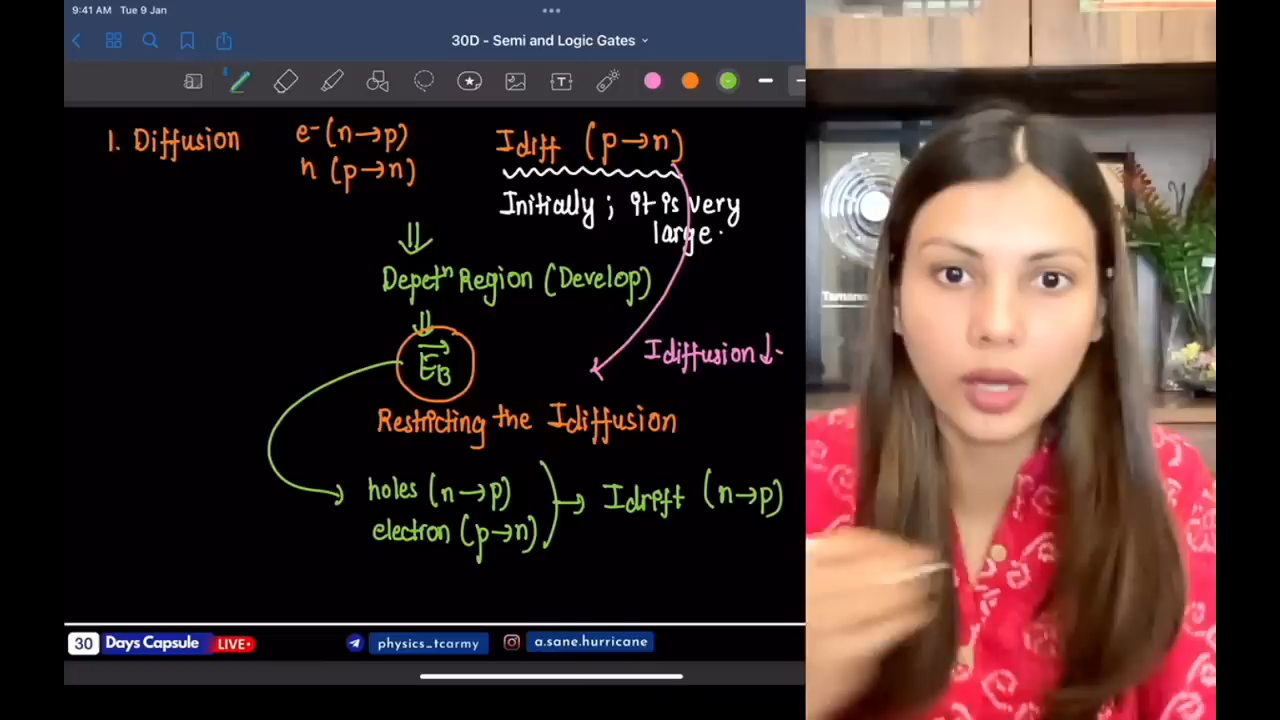 9:41 AM Tue 9 Jan
30D - Semi and Logic Gates
1. Diffusion
e- (n→p)
h (p→n)
Idiff (p→n)
Initially ; it is very
large.
⇓
Depetⁿ Region (Develop)
⇓
E⃗B
Idiffusion ↓
Restricting the Idiffusion
holes (n→p)
electron (p→n)
→ Idrift (n→p)
30 Days Capsule LIVE
physics_tcarmy
a.sane.hurricane